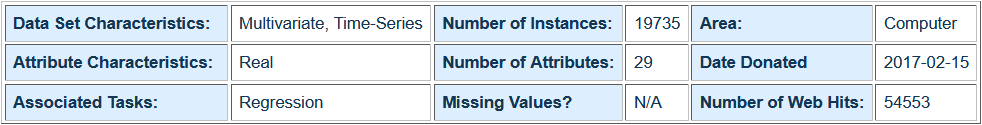 Data Set Characteristics: Multivariate, Time-Series Number of Instances: 19735 Area: Computer
Attribute Characteristics: Real Number of Attributes: 29 Date Donated 2017-02-15
Associated Tasks: Regression Missing Values? N/A Number of Web Hits: 54553